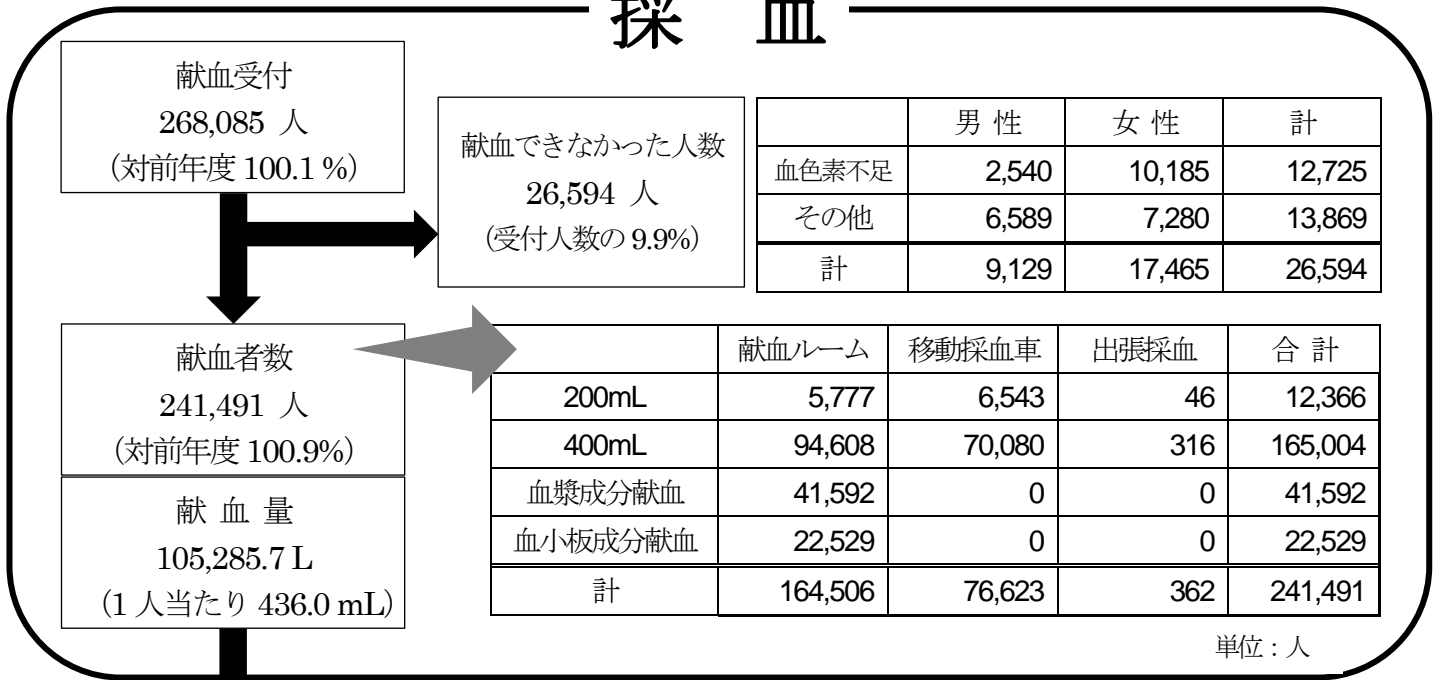 採 血
献血受付
268,085 人
(対前年度 100.1 %)
献血できなかった人数
26,594 人
(受付人数の 9.9%)
男 性 女 性 計
血色素不足 2,540 10,185 12,725
その他 6,589 7,280 13,869
計 9,129 17,465 26,594
献血者数
241,491 人
(対前年度 100.9%)
献 血 量
105,285.7 L
(1 人当たり 436.0 mL)
献血ルーム 移動採血車 出張採血 合 計
200mL 5,777 6,543 46 12,366
400mL 94,608 70,080 316 165,004
血漿成分献血 41,592 0 0 41,592
血小板成分献血 22,529 0 0 22,529
計 164,506 76,623 362 241,491
単位：人